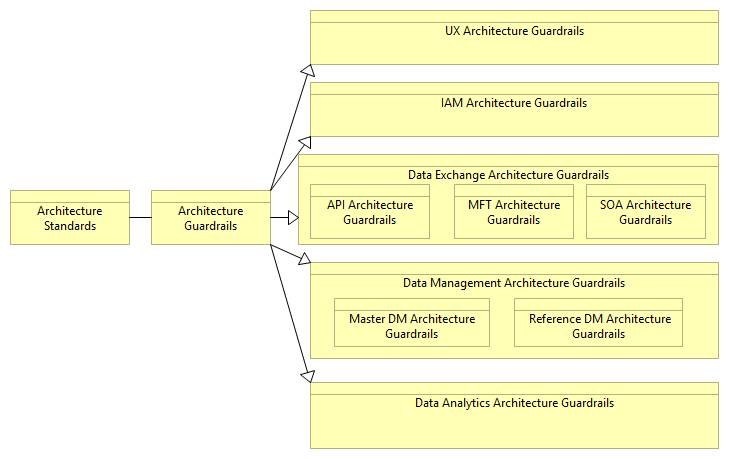 UX Architecture Guardrails
IAM Architecture Guardrails
Data Exchange Architecture Guardrails
API Architecture
Guardrails
MFT Architecture
Guardrails
SOA Architecture
Guardrails
Architecture
Standards
Architecture
Guardrails
Data Management Architecture Guardrails
Master DM Architecture
Guardrails
Reference DM Architecture
Guardrails
Data Analytics Architecture Guardrails